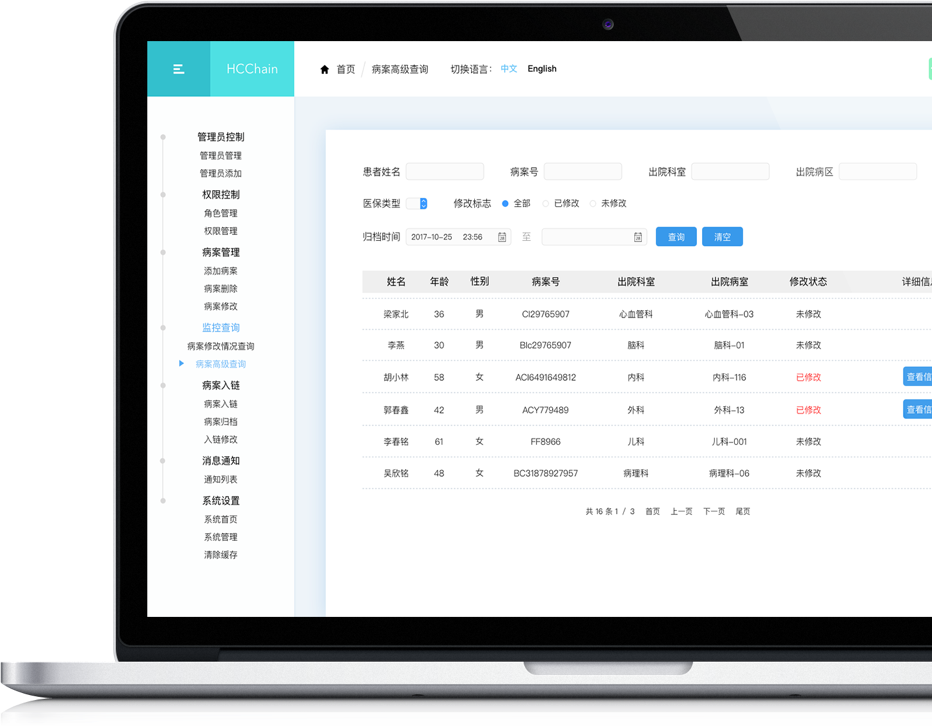 HCChain
首页 / 病案高级查询 切换语言： 中文 English
管理员控制
管理员管理
管理员添加
权限控制
角色管理
权限管理
病案管理
添加病案
病案删除
病案修改
监控查询
病案修改情况查询
病案高级查询
病案入链
病案入链
病案归档
入链修改
消息通知
通知列表
系统设置
系统首页
系统管理
清除缓存
患者姓名 病案号 出院科室 出院病区
医保类型 修改标志 全部 已修改 未修改
归档时间 2017-10-25 23:56 至 查询 清空
姓名 年龄 性别 病案号 出院科室 出院病室 修改状态 详细信
梁家北 36 男 CI29765907 心血管科 心血管科-03 未修改
李燕 30 男 BIc29765907 脑科 脑科-01 未修改
胡小林 58 女 ACI6491649812 内科 内科-116 已修改 查看信
郭春鑫 42 男 ACY779489 外科 外科-13 已修改 查看信
李春铭 61 女 FF8966 儿科 儿科-001 未修改
吴欣铭 48 女 BC31878927957 病理科 病理科-06 未修改
共 16 条 1 / 3 首页 上一页 下一页 尾页